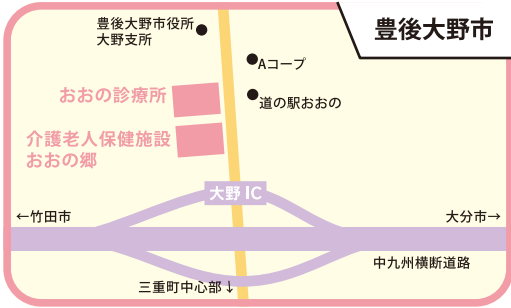 豊後大野市
豊後大野市役所
大野支所
Aコープ
おおの診療所
道の駅おおの
介護老人保健施設
おおの郷
大野 IC
←竹田市
大分市→
中九州横断道路
三重町中心部↓